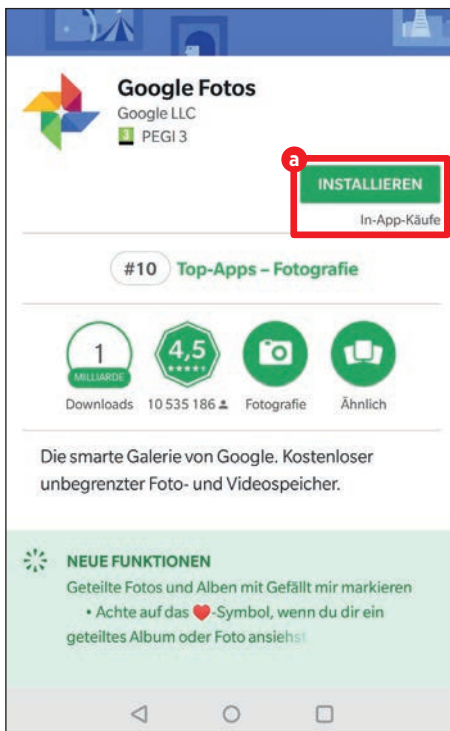 Google Fotos
Google LLC
3 PEGI 3
a
INSTALLIEREN
In-App-Käufe
#10 Top-Apps – Fotografie
1
MILLIARDE
4,5
Downloads 10 535 186 Fotografie Ähnlich
Die smarte Galerie von Google. Kostenloser
unbegrenzter Foto- und Videospeicher.
NEUE FUNKTIONEN
Geteilte Fotos und Alben mit Gefällt mir markieren
• Achte auf das ❤-Symbol, wenn du dir ein
geteiltes Album oder Foto ansiehst